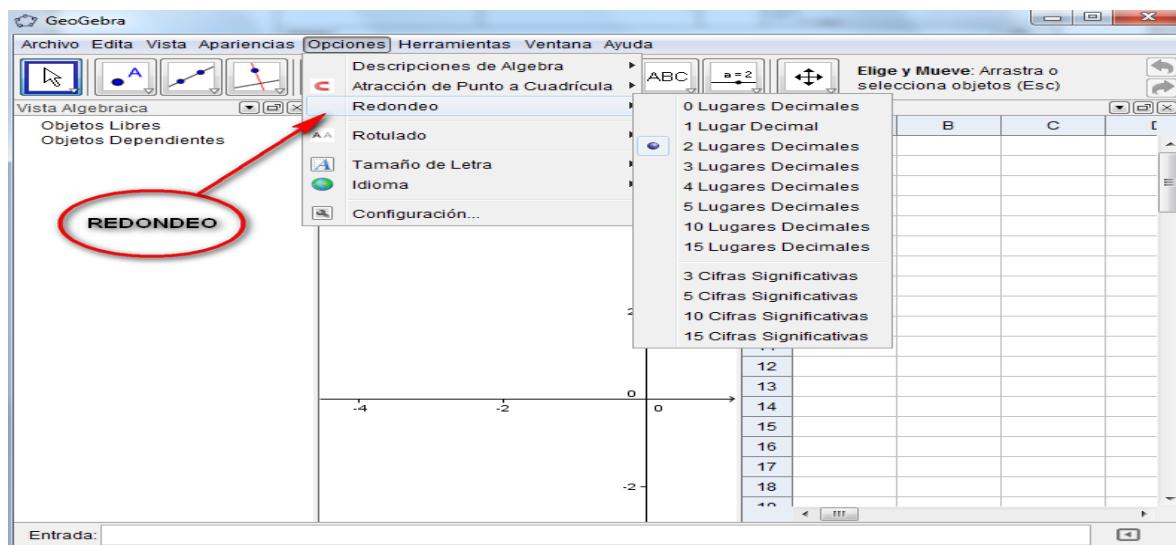 GeoGebra
Archivo Edita Vista Apariencias Opciones Herramientas Ventana Ayuda
A
ABC
a=2
Elige y Mueve: Arrastra o
selecciona objetos (Esc)
Descripciones de Algebra
Atracción de Punto a Cuadrícula
Redondeo
AA Rotulado
A Tamaño de Letra
Idioma
Configuración...
0 Lugares Decimales
1 Lugar Decimal
2 Lugares Decimales
3 Lugares Decimales
4 Lugares Decimales
5 Lugares Decimales
10 Lugares Decimales
15 Lugares Decimales
3 Cifras Significativas
5 Cifras Significativas
10 Cifras Significativas
15 Cifras Significativas
Vista Algebraica
Objetos Libres
Objetos Dependientes
REDONDEO
B C
0
-4 -2 0
-2
12
13
14
15
16
17
18
Entrada: